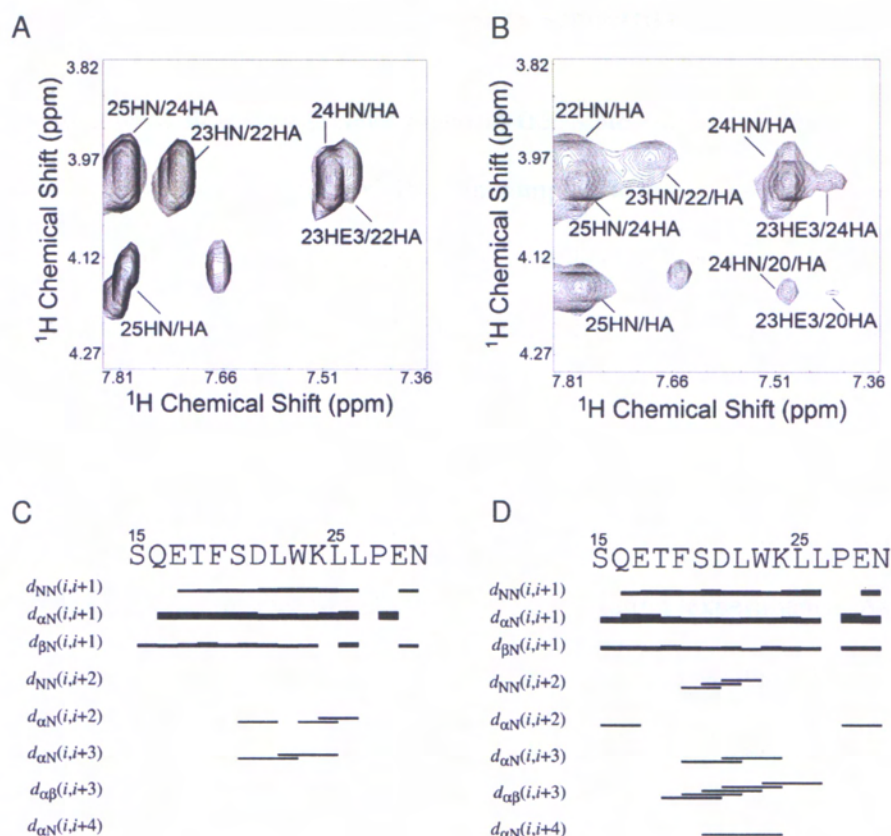 A
3.82
3.97
4.12
4.27
¹H Chemical Shift (ppm)
25HN/24HA
23HN/22HA
24HN/HA
23HE3/22HA
25HN/HA
7.81 7.66 7.51 7.36
¹H Chemical Shift (ppm)
B
3.82
3.97
4.12
4.27
¹H Chemical Shift (ppm)
22HN/HA
24HN/HA
23HN/22/HA
25HN/24HA
23HE3/24HA
24HN/20/HA
25HN/HA
23HE3/20HA
7.81 7.66 7.51 7.36
¹H Chemical Shift (ppm)
C
15 25
SQETFSDLWKLLPEN
dNN(i,i+1)
dαN(i,i+1)
dβN(i,i+1)
dNN(i,i+2)
dαN(i,i+2)
dαN(i,i+3)
dαβ(i,i+3)
dαN(i,i+4)
D
15 25
SQETFSDLWKLLPEN
dNN(i,i+1)
dαN(i,i+1)
dβN(i,i+1)
dNN(i,i+2)
dαN(i,i+2)
dαN(i,i+3)
dαβ(i,i+3)
dαN(i,i+4)